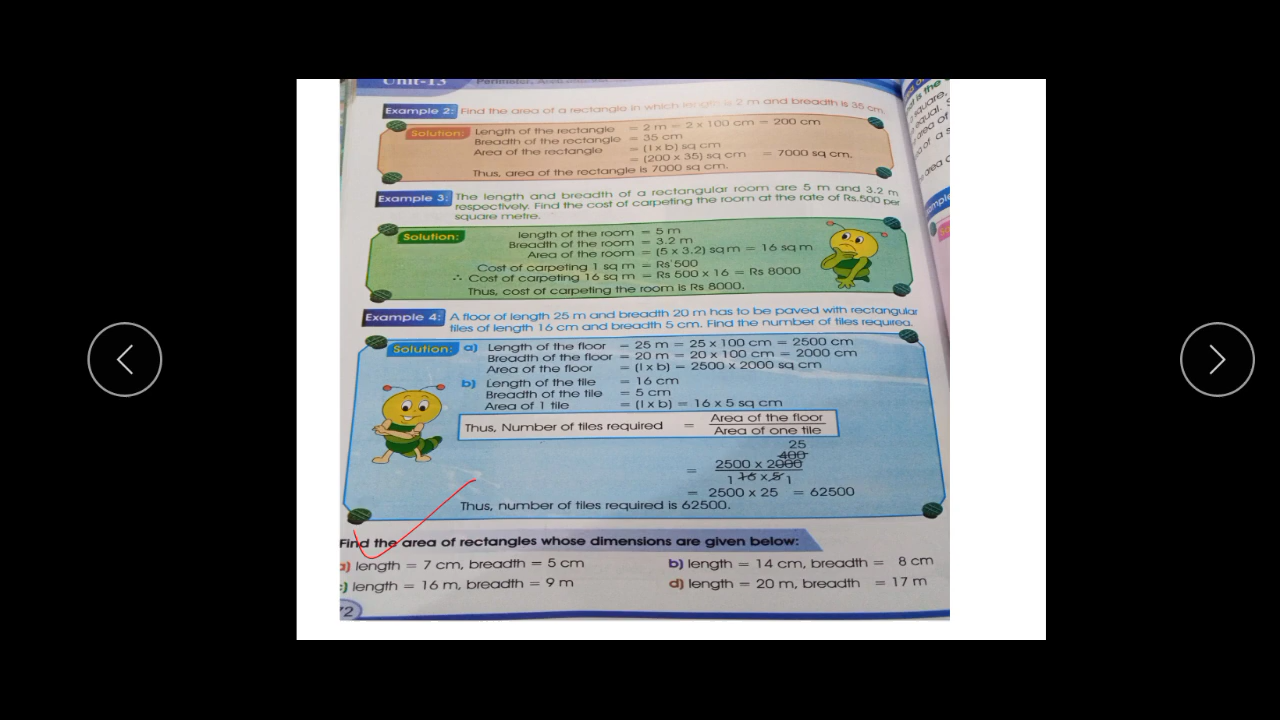 Unit-13
Perimeter, Area
Example 2: Find the area of a rectangle in which length is 2 m and breadth is 35 cm.
Solution: Length of the rectangle = 2 m = 2 x 100 cm = 200 cm
Breadth of the rectangle = 35 cm
Area of the rectangle = (l x b) sq cm
= (200 x 35) sq cm = 7000 sq cm.
Thus, area of the rectangle is 7000 sq cm.
Example 3: The length and breadth of a rectangular room are 5 m and 3.2 m
respectively. Find the cost of carpeting the room at the rate of Rs.500 per
square metre.
Solution: length of the room = 5 m
Breadth of the room = 3.2 m
Area of the room = (5 x 3.2) sq m = 16 sq m
Cost of carpeting 1 sq m = Rs 500
∴ Cost of carpeting 16 sq m = Rs 500 x 16 = Rs 8000
Thus, cost of carpeting the room is Rs 8000.
Example 4: A floor of length 25 m and breadth 20 m has to be paved with rectangular
tiles of length 16 cm and breadth 5 cm. Find the number of tiles required.
Solution: a) Length of the floor = 25 m = 25 x 100 cm = 2500 cm
Breadth of the floor = 20 m = 20 x 100 cm = 2000 cm
Area of the floor = (l x b) = 2500 x 2000 sq cm
b) Length of the tile = 16 cm
Breadth of the tile = 5 cm
Area of 1 tile = (l x b) = 16 x 5 sq cm
Thus, Number of tiles required = Area of the floor
Area of one tile
25
400
= 2500 x 2000
1 16 x 5 1
= 2500 x 25 = 62500
Thus, number of tiles required is 62500.
Find the area of rectangles whose dimensions are given below:
a) length = 7 cm, breadth = 5 cm b) length = 14 cm, breadth = 8 cm
c) length = 16 m, breadth = 9 m d) length = 20 m, breadth = 17 m
72